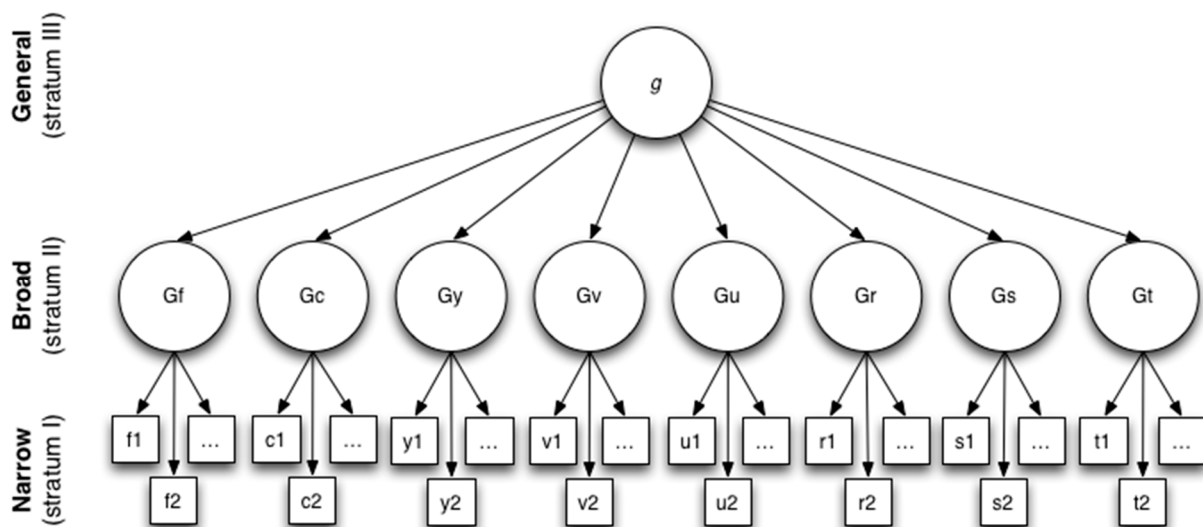 General
(stratum III)
g
Broad
(stratum II)
Gf
Gc
Gy
Gv
Gu
Gr
Gs
Gt
Narrow
(stratum I)
f1
...
c1
...
y1
...
v1
...
u1
...
r1
...
s1
...
t1
...
f2
c2
y2
v2
u2
r2
s2
t2